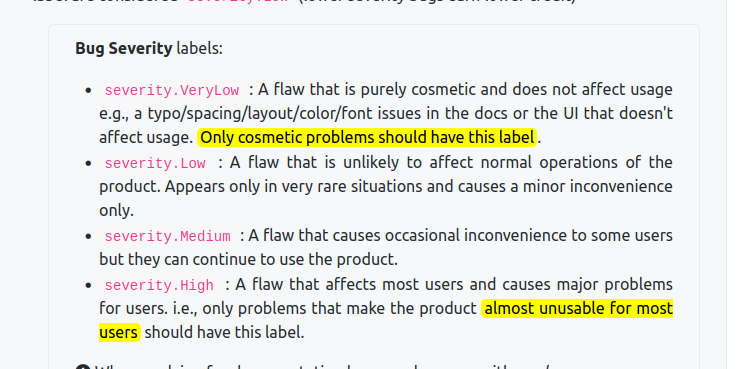 Bug Severity labels:
severity.VeryLow : A flaw that is purely cosmetic and does not affect usage
e.g., a typo/spacing/layout/color/font issues in the docs or the UI that doesn't
affect usage. Only cosmetic problems should have this label.
severity.Low : A flaw that is unlikely to affect normal operations of the
product. Appears only in very rare situations and causes a minor inconvenience
only.
severity.Medium : A flaw that causes occasional inconvenience to some users
but they can continue to use the product.
severity.High : A flaw that affects most users and causes major problems
for users. i.e., only problems that make the product almost unusable for most
users should have this label.